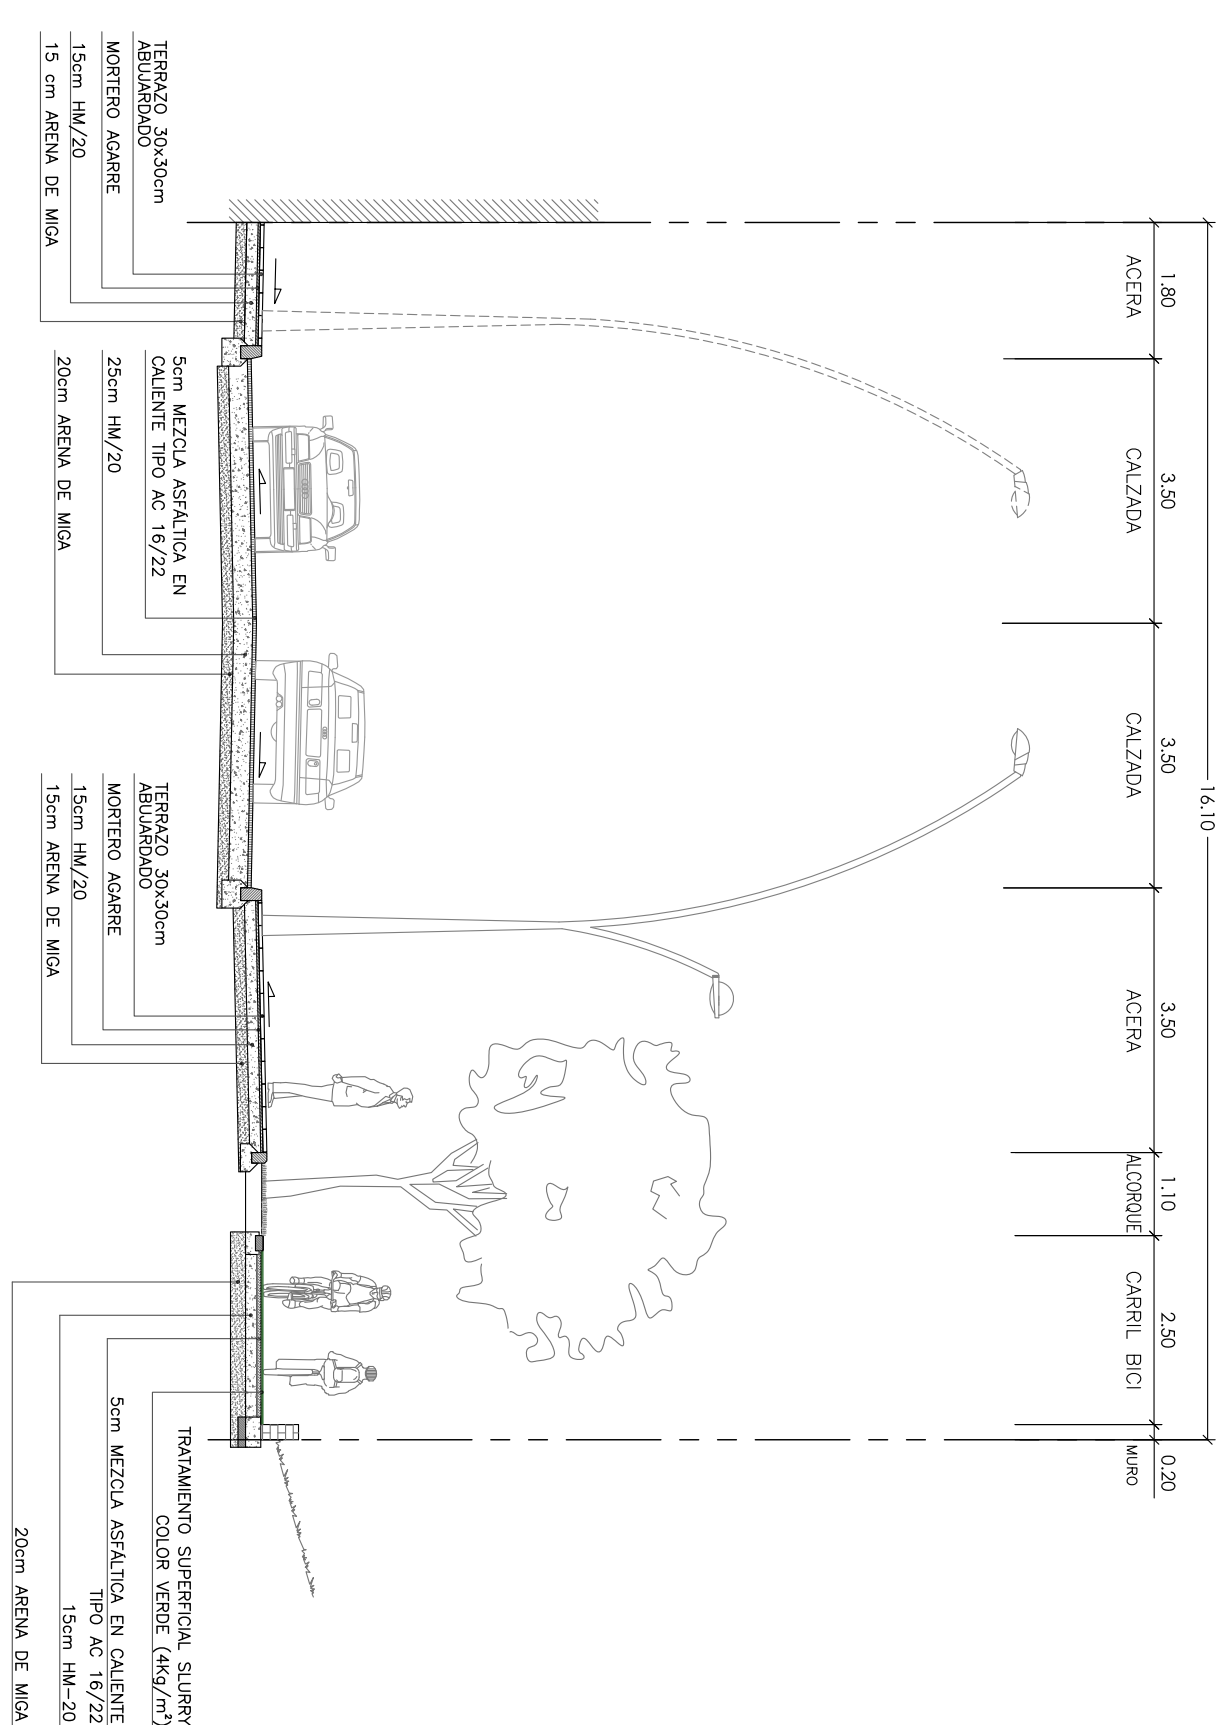 16.10
1.80
3.50
3.50
3.50
1.10
2.50
0.20
ACERA
CALZADA
CALZADA
ACERA
ALCORQUE
CARRIL BICI
MURO
TERRAZO 30x30cm
ABUJARDADO
MORTERO AGARRE
15cm HM/20
15 cm ARENA DE MIGA
5cm MEZCLA ASFÁLTICA EN
CALIENTE TIPO AC 16/22
25cm HM/20
20cm ARENA DE MIGA
TERRAZO 30x30cm
ABUJARDADO
MORTERO AGARRE
15cm HM/20
15cm ARENA DE MIGA
TRATAMIENTO SUPERFICIAL SLURRY
COLOR VERDE (4Kg/m²)
5cm MEZCLA ASFÁLTICA EN CALIENTE
TIPO AC 16/22
15cm HM-20
20cm ARENA DE MIGA